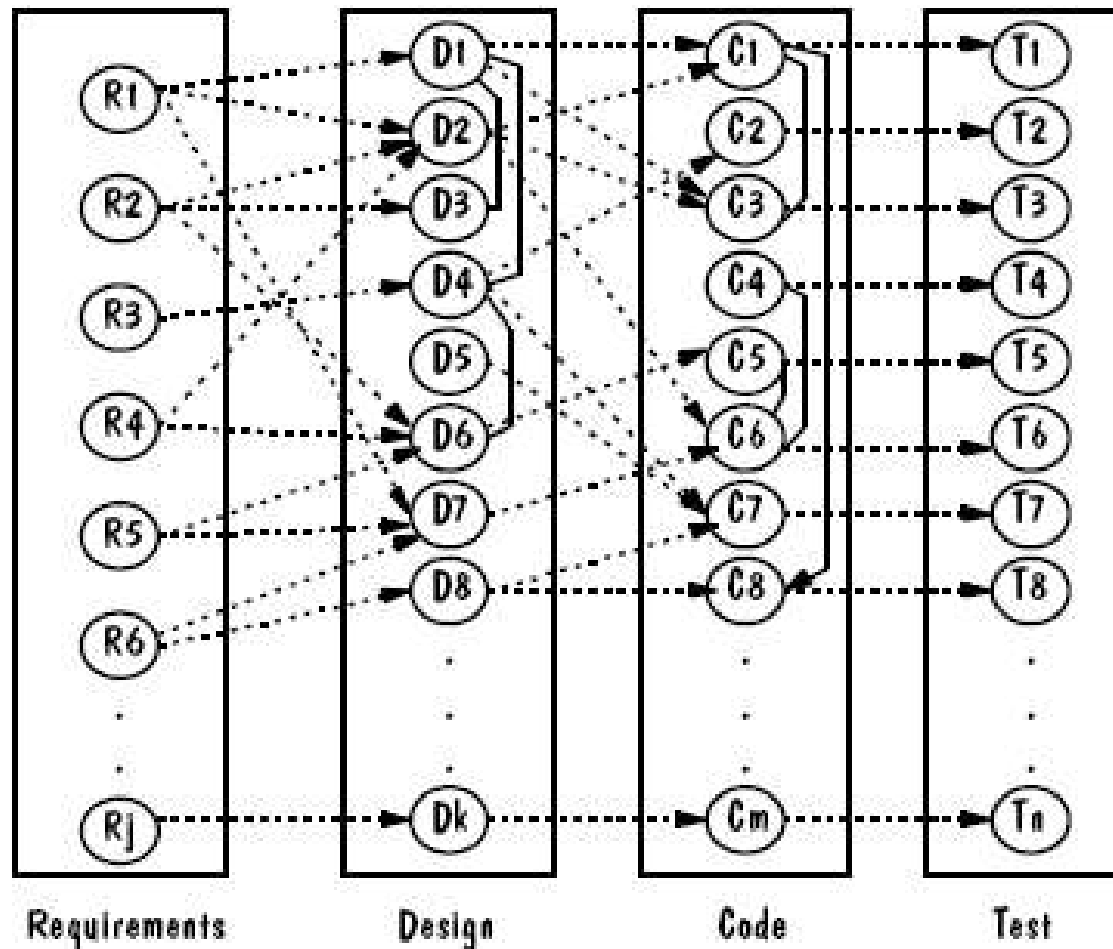 R1
R2
R3
R4
R5
R6
Rj
Requirements
D1
D2
D3
D4
D5
D6
D7
D8
Dk
Design
C1
C2
C3
C4
C5
C6
C7
C8
Cm
Code
T1
T2
T3
T4
T5
T6
T7
T8
Tn
Test